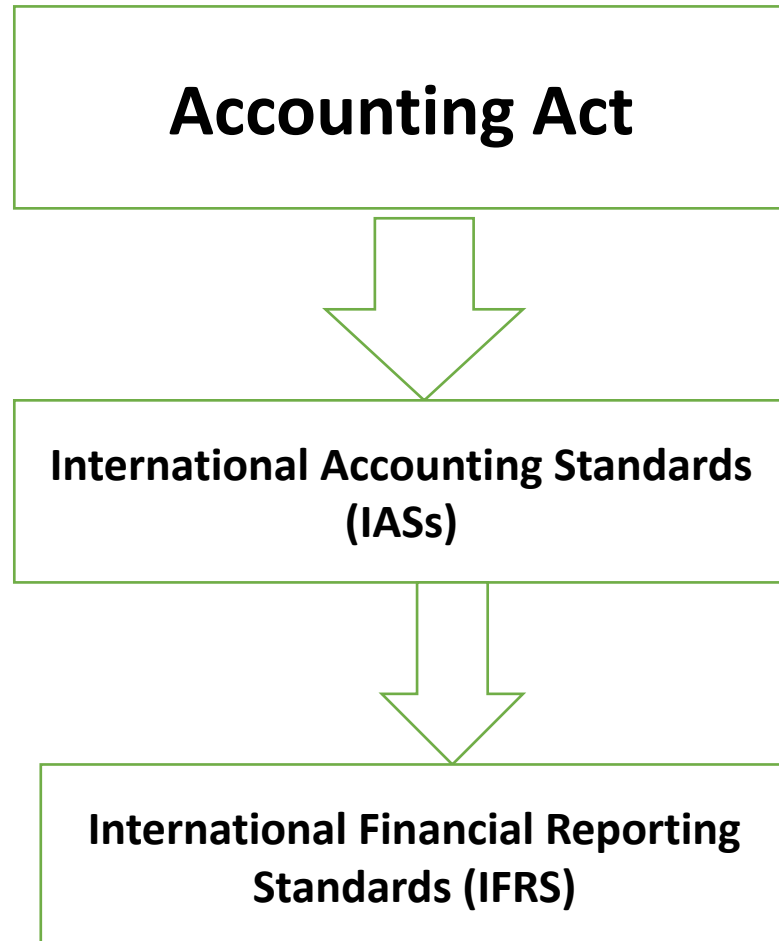 Accounting Act
International Accounting Standards
(IASs)
International Financial Reporting
Standards (IFRS)